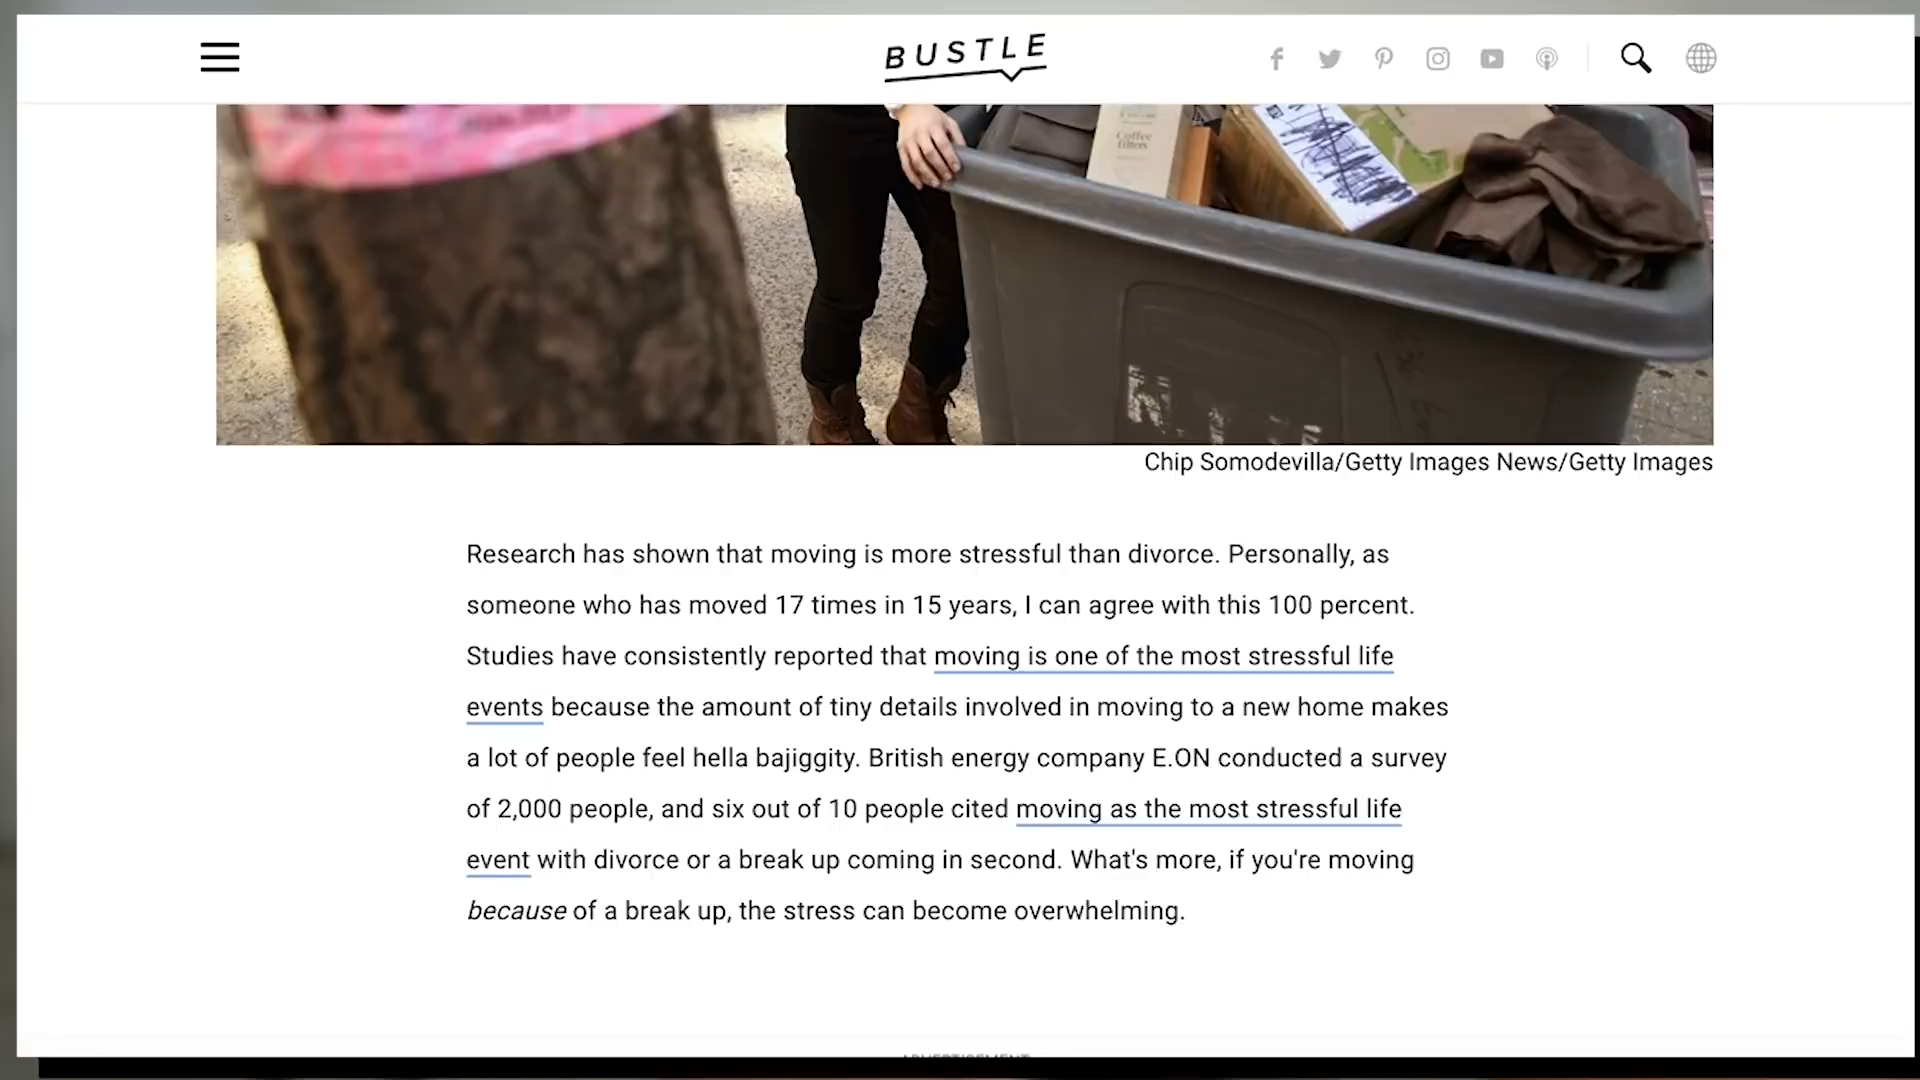 BUSTLE
Coffee
filters
Chip Somodevilla/Getty Images News/Getty Images
Research has shown that moving is more stressful than divorce. Personally, as
someone who has moved 17 times in 15 years, I can agree with this 100 percent.
Studies have consistently reported that moving is one of the most stressful life
events because the amount of tiny details involved in moving to a new home makes
a lot of people feel hella bajiggity. British energy company E.ON conducted a survey
of 2,000 people, and six out of 10 people cited moving as the most stressful life
event with divorce or a break up coming in second. What's more, if you're moving
because of a break up, the stress can become overwhelming.
ADVERTISEMENT